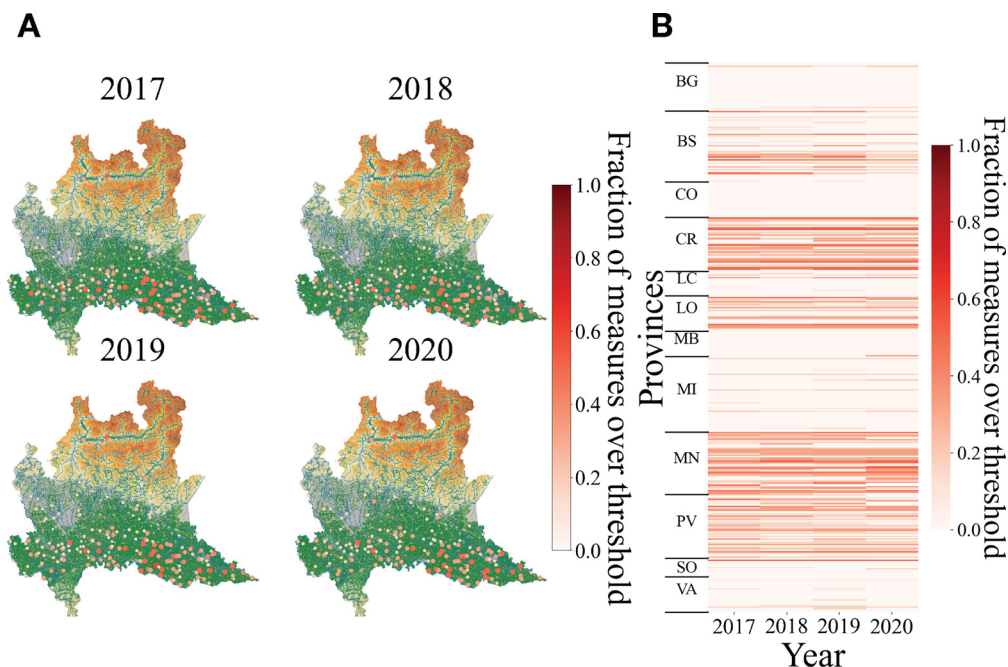 A
2017
2018
2019
2020
1.0
0.8
0.6
0.4
0.2
0.0
Fraction of measures over threshold
B
Provinces
BG
BS
CO
CR
LC
LO
MB
MI
MN
PV
SO
VA
2017 2018 2019 2020
Year
1.0
0.8
0.6
0.4
0.2
0.0
Fraction of measures over threshold